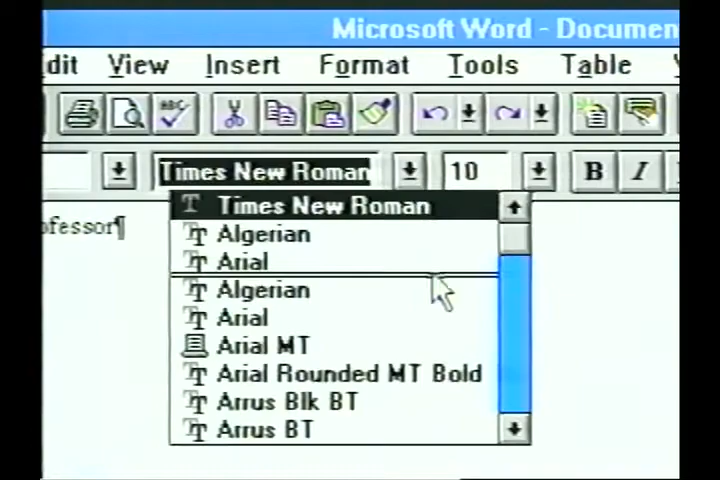 Microsoft Word - Documen
dit View Insert Format Tools Table
ABC
Times New Roman 10 B I
Times New Roman
ofessor¶
Algerian
Arial
Algerian
Arial
Arial MT
Arial Rounded MT Bold
Arrus Blk BT
Arrus BT